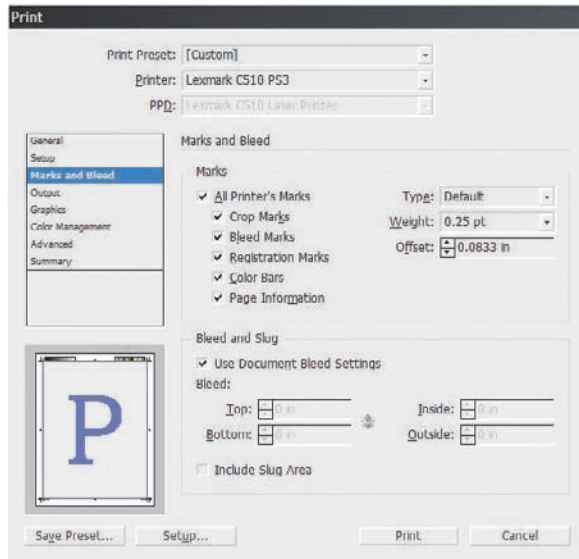 Print
Print Preset: [Custom]
Printer: Lexmark C510 PS3
PPD: Lexmark C510 Laser Printer
General
Setup
Marks and Bleed
Output
Graphics
Color Management
Advanced
Summary
Marks and Bleed
Marks
All Printer's Marks
Crop Marks
Bleed Marks
Registration Marks
Color Bars
Page Information
Type: Default
Weight: 0.25 pt
Offset: 0.0833 in
Bleed and Slug
Use Document Bleed Settings
Bleed:
Top: 0 in Inside: 0 in
Bottom: 0 in Outside: 0 in
Include Slug Area
P
Save Preset... Setup... Print Cancel